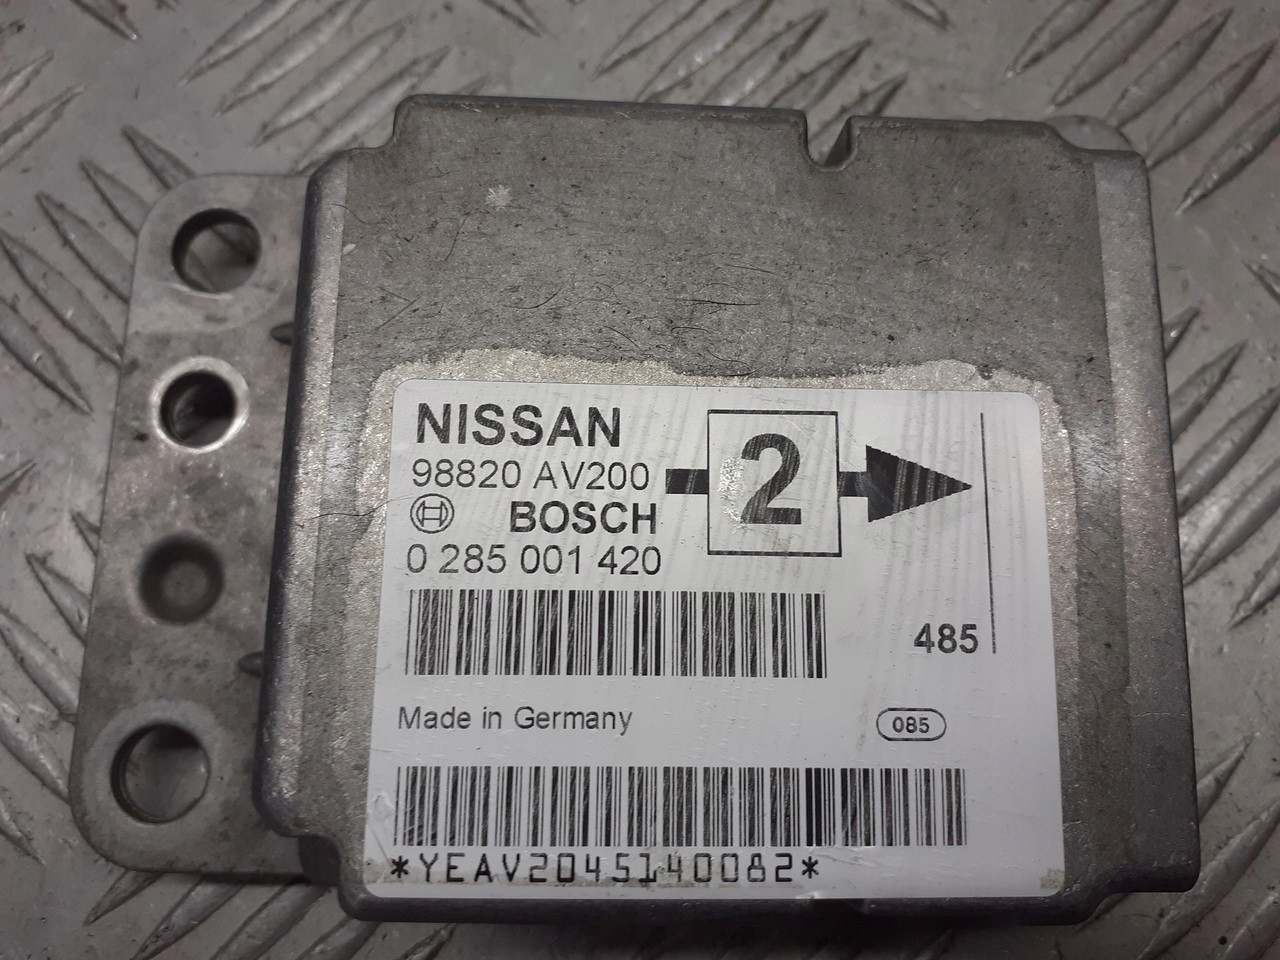 NISSAN
98820 AV200
2
BOSCH
0 285 001 420
485
Made in Germany
085
*YEAV2045140082*